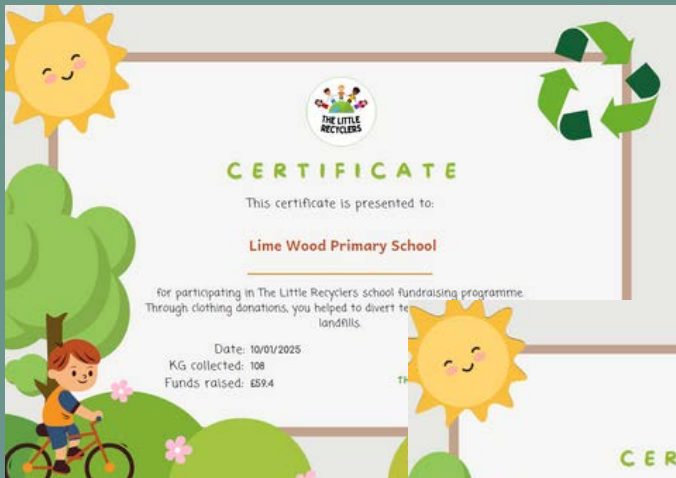 THE LITTLE
RECYCLERS
CERTIFICATE
This certificate is presented to:
Lime Wood Primary School
for participating in The Little Recyclers school fundraising programme.
Through clothing donations, you helped to divert
landfills.
Date: 10/01/2025
KG collected: 108
Funds raised: £59.4